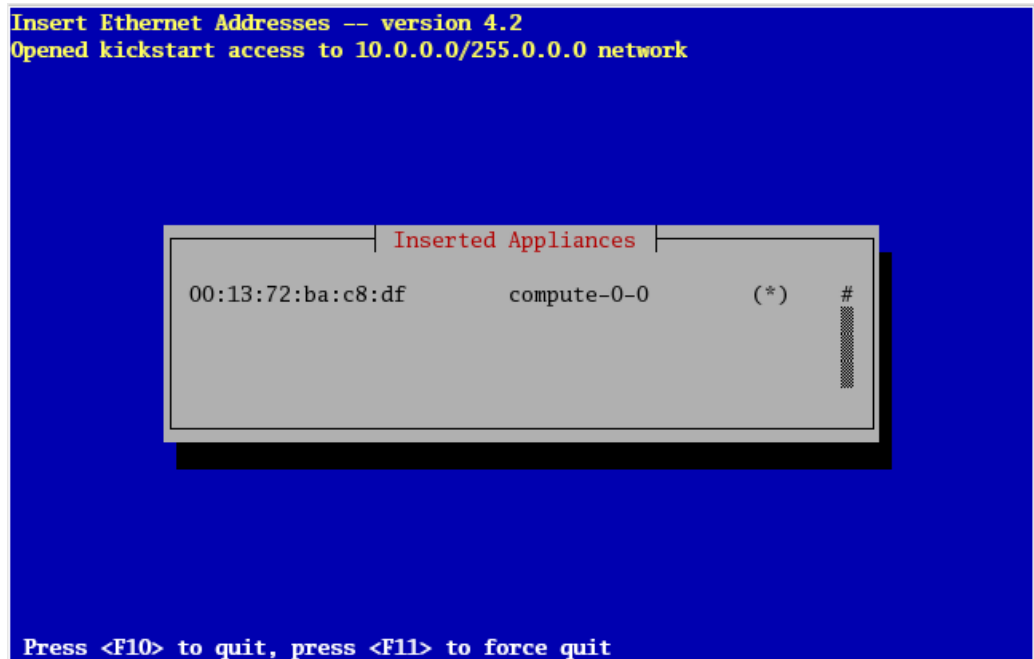 Insert Ethernet Addresses -- version 4.2
Opened kickstart access to 10.0.0.0/255.0.0.0 network
Inserted Appliances
00:13:72:ba:c8:df compute-0-0 (*) #
Press <F10> to quit, press <F11> to force quit